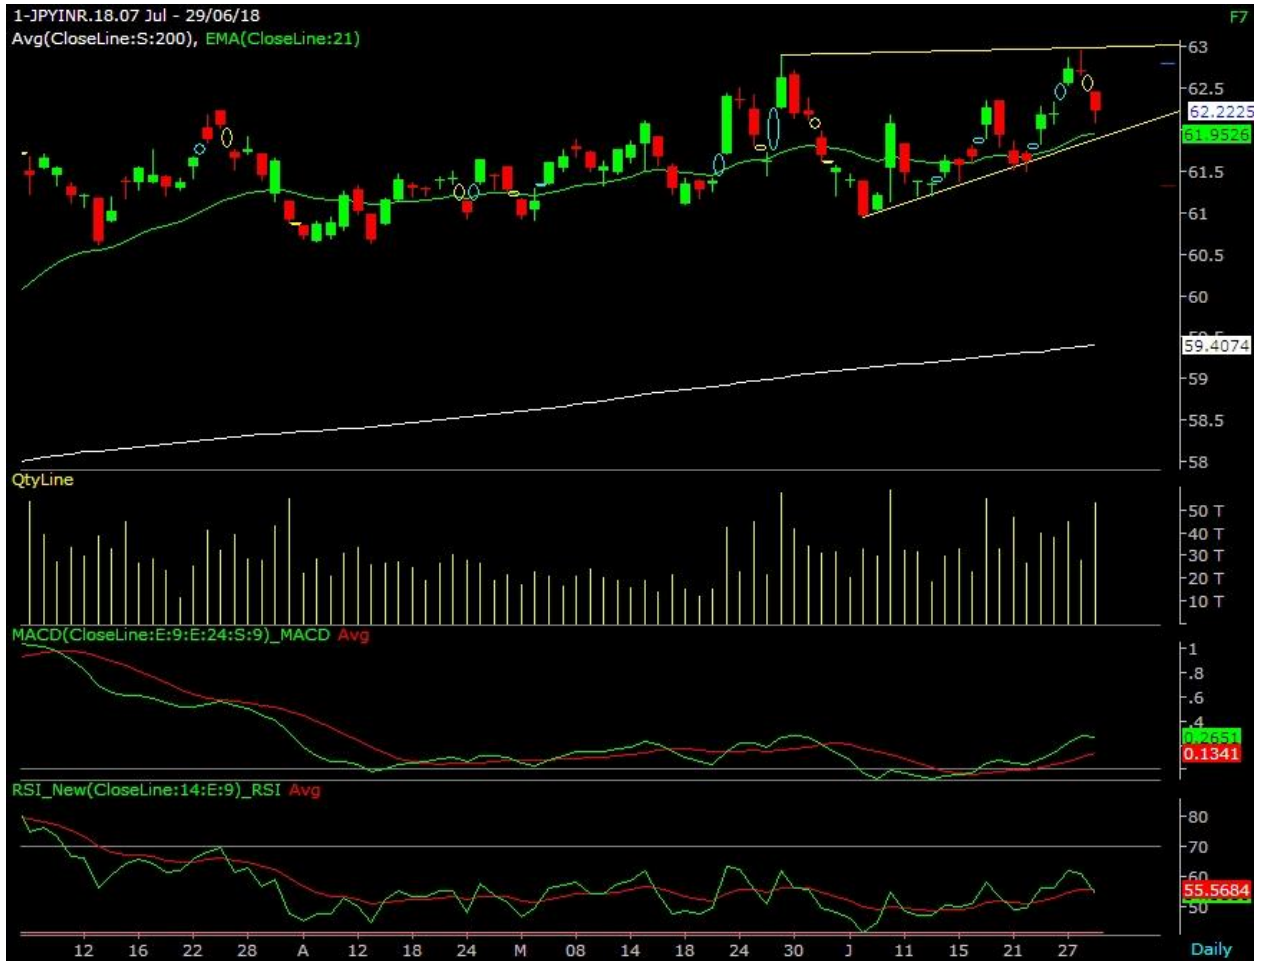 1-JPYINR.18.07 Jul - 29/06/18
F7
Avg(CloseLine:S:200), EMA(CloseLine:21)
63
62.5
62.2225
61.9526
61.5
61
60.5
60
59.4074
59
58.5
58
QtyLine
50 T
40 T
30 T
20 T
10 T
MACD(CloseLine:E:9:E:24:S:9)_MACD Avg
1
.8
.6
.4
0.2651
0.1341
RSI_New(CloseLine:14:E:9)_RSI Avg
80
70
60
55.5684
50
12 16 22 28 A 12 18 24 M 08 14 18 24 30 J 11 15 21 27 Daily